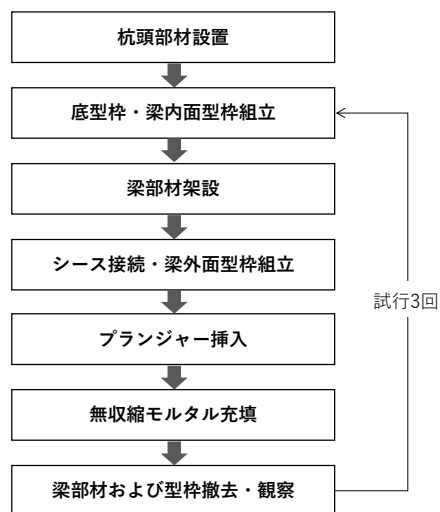 杭頭部材設置
底型枠・梁内面型枠組立
梁部材架設
シース接続・梁外面型枠組立
試行3回
プランジャー挿入
無収縮モルタル充填
梁部材および型枠撤去・観察